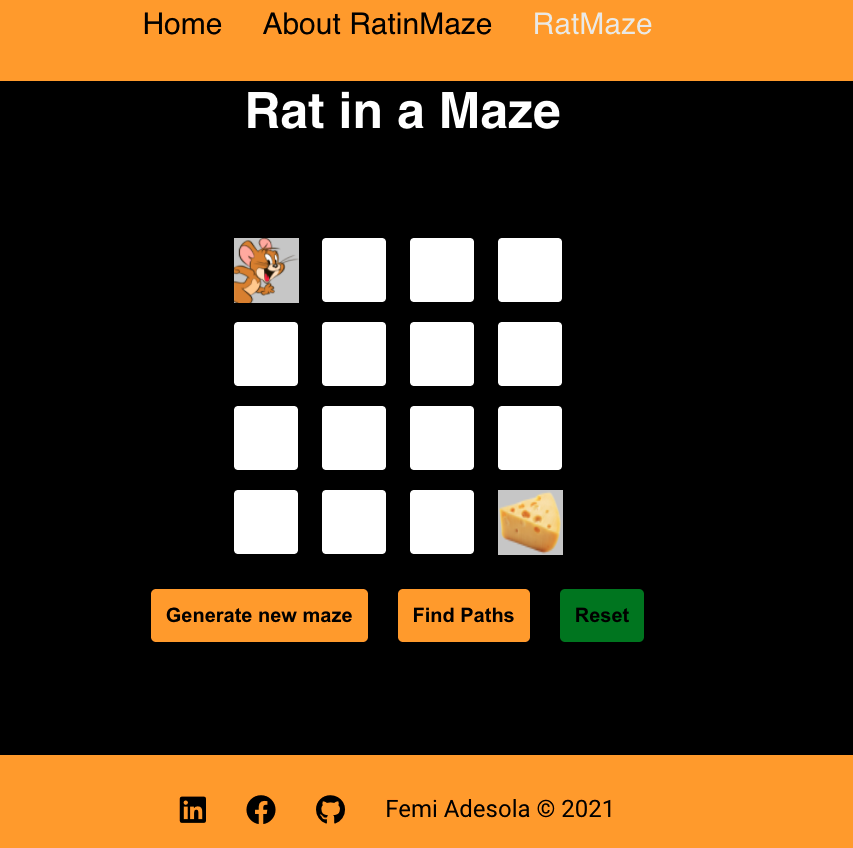 Home About RatinMaze RatMaze
Rat in a Maze
Generate new maze Find Paths Reset
Femi Adesola © 2021